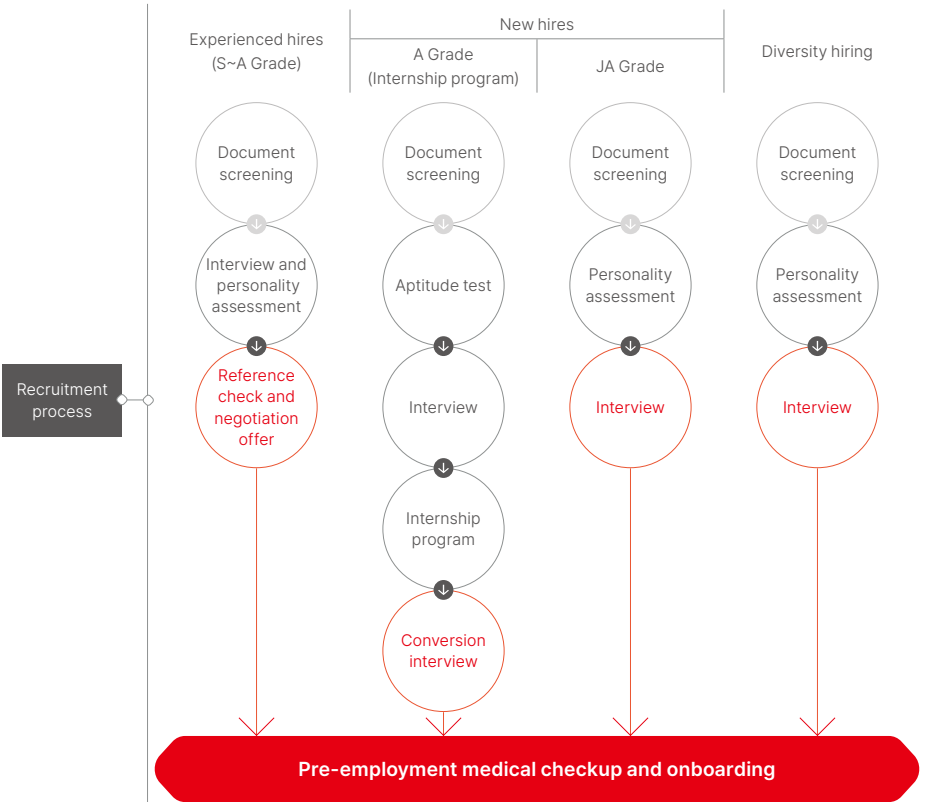 Recruitment
process
Experienced hires
(S~A Grade)
New hires
A Grade
(Internship program)
JA Grade
Diversity hiring
Document
screening
Interview and
personality
assessment
Reference
check and
negotiation
offer
Document
screening
Aptitude test
Interview
Internship
program
Conversion
interview
Document
screening
Personality
assessment
Interview
Document
screening
Personality
assessment
Interview
Pre-employment medical checkup and onboarding